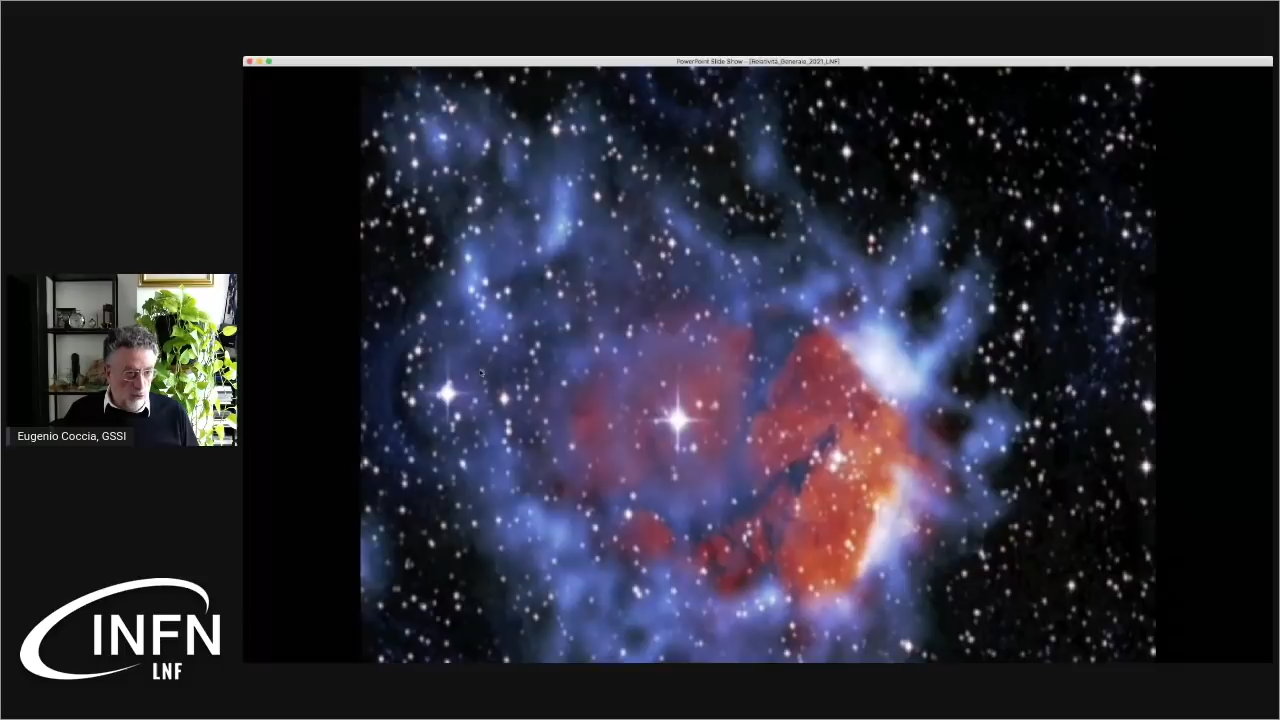 PowerPoint Slide Show - [Relatività_Generale_2021_LNF]
Eugenio Coccia, GSSI
INFN
LNF